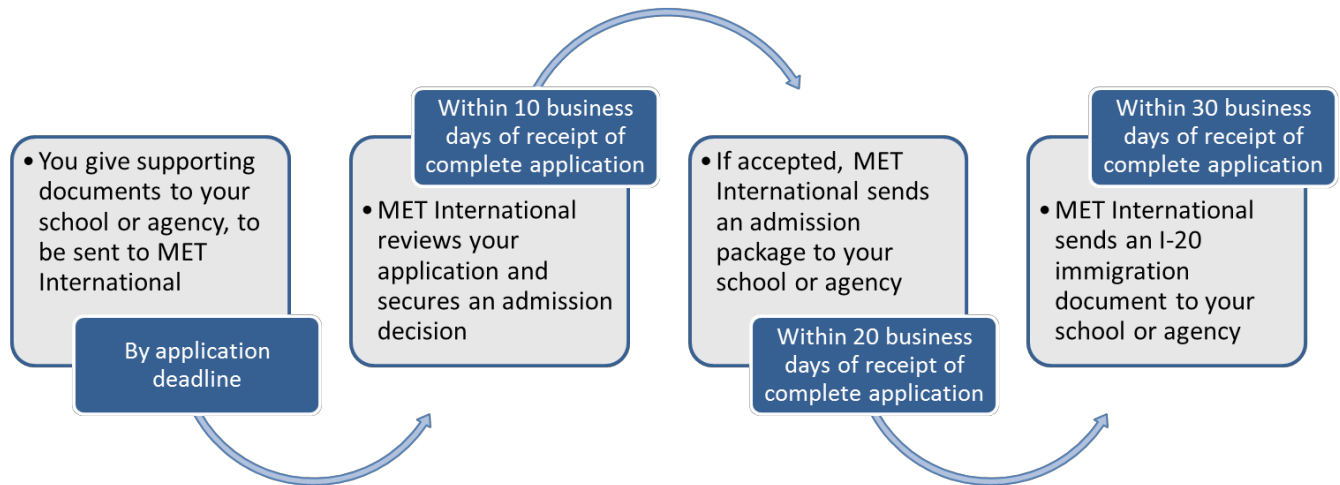 • You give supporting
documents to your
school or agency, to
be sent to MET
International
By application
deadline
Within 10 business
days of receipt of
complete application
• MET International
reviews your
application and
secures an admission
decision
• If accepted, MET
International sends
an admission
package to your
school or agency
Within 20 business
days of receipt of
complete application
Within 30 business
days of receipt of
complete application
• MET International
sends an I-20
immigration
document to your
school or agency